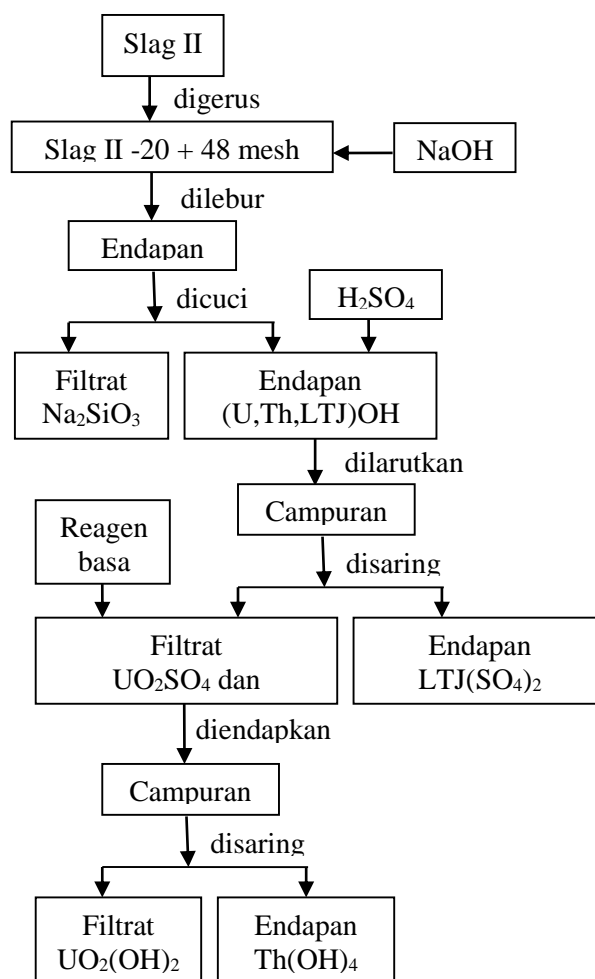 Slag II
digerus
Slag II -20 + 48 mesh
NaOH
dilebur
Endapan
dicuci
H₂SO₄
Filtrat
Na₂SiO₃
Endapan
(U,Th,LTJ)OH
dilarutkan
Reagen
basa
Campuran
disaring
Filtrat
UO₂SO₄ dan
Endapan
LTJ(SO₄)₂
diendapkan
Campuran
disaring
Filtrat
UO₂(OH)₂
Endapan
Th(OH)₄